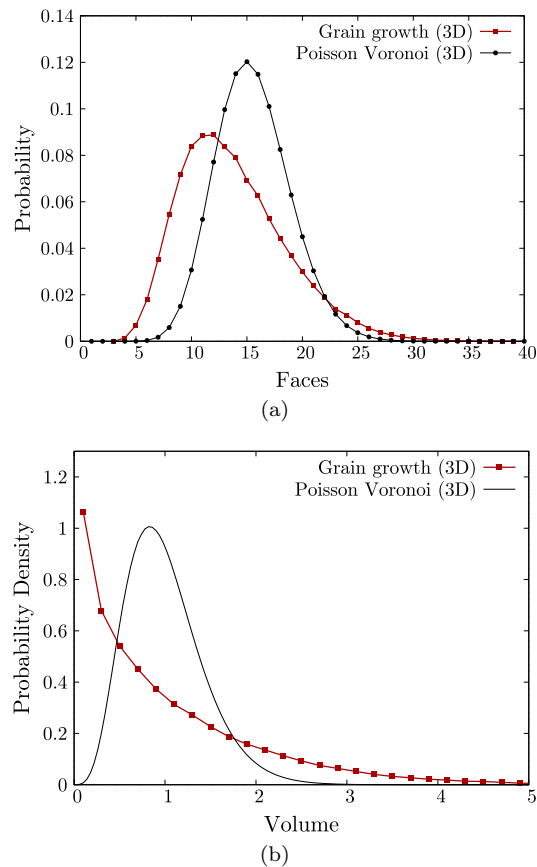 0.14
Grain growth (3D)
Poisson Voronoi (3D)
0.12
0.1
0.08
0.06
0.04
0.02
0
Probability
0 5 10 15 20 25 30 35 40
Faces
(a)
1.2
Grain growth (3D)
Poisson Voronoi (3D)
1
0.8
0.6
0.4
0.2
0
Probability Density
0 1 2 3 4 5
Volume
(b)